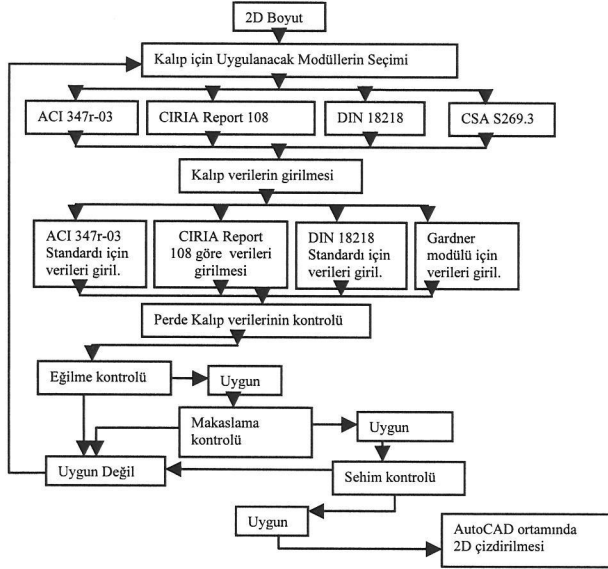 2D Boyut
Kalıp için Uygulanacak Modüllerin Seçimi
ACI 347r-03
CIRIA Report 108
DIN 18218
CSA S269.3
Kalıp verilerin girilmesi
ACI 347r-03
Standardı için
verileri giril.
CIRIA Report
108 göre verileri
girilmesi
DIN 18218
Standardı için
verileri giril.
Gardner
modülü için
verileri giril.
Perde Kalıp verilerinin kontrolü
Eğilme kontrolü
Uygun
Makaslama
kontrolü
Uygun
Uygun Değil
Sehim kontrolü
Uygun
AutoCAD ortamında
2D çizdirilmesi